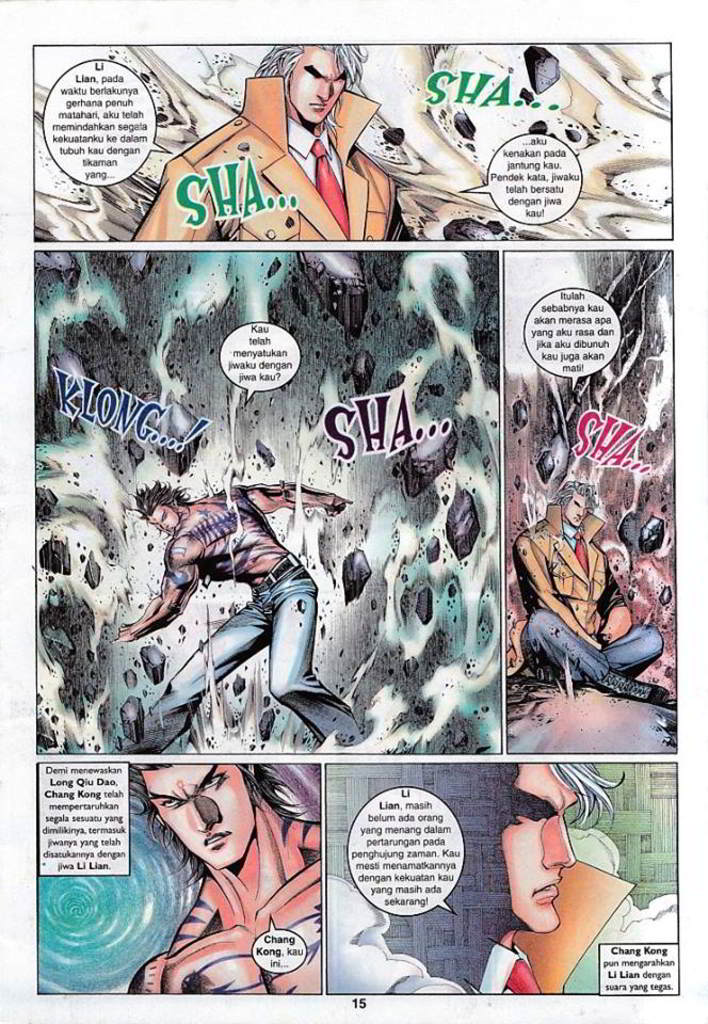 Li
Lian, pada
waktu berlakunya
gerhana penuh
matahari, aku telah
memindahkan segala
kekuatanku ke dalam
tubuh kau dengan
tikaman
yang...
SHA...
SHA...
...aku
kenakan pada
jantung kau.
Pendek kata, jiwaku
telah bersatu
dengan jiwa
kau!
Kau
telah
menyatukan
jiwaku dengan
jiwa kau?
KLONG...!
SHA...
Itulah
sebabnya kau
akan merasa apa
yang aku rasa dan
jika aku dibunuh
kau juga akan
mati!
SHA...
Demi menewaskan
Long Qiu Dao,
Chang Kong telah
mempertaruhkan
segala sesuatu yang
dimilikinya, termasuk
jiwanya yang telah
disatukannya dengan
jiwa Li Lian.
Chang
Kong, kau
ini...
Li
Lian, masih
belum ada orang
yang menang dalam
pertarungan pada
penghujung zaman. Kau
mesti menamatkannya
dengan kekuatan kau
yang masih ada
sekarang!
Chang Kong
pun mengarahkan
Li Lian dengan
suara yang tegas.
15